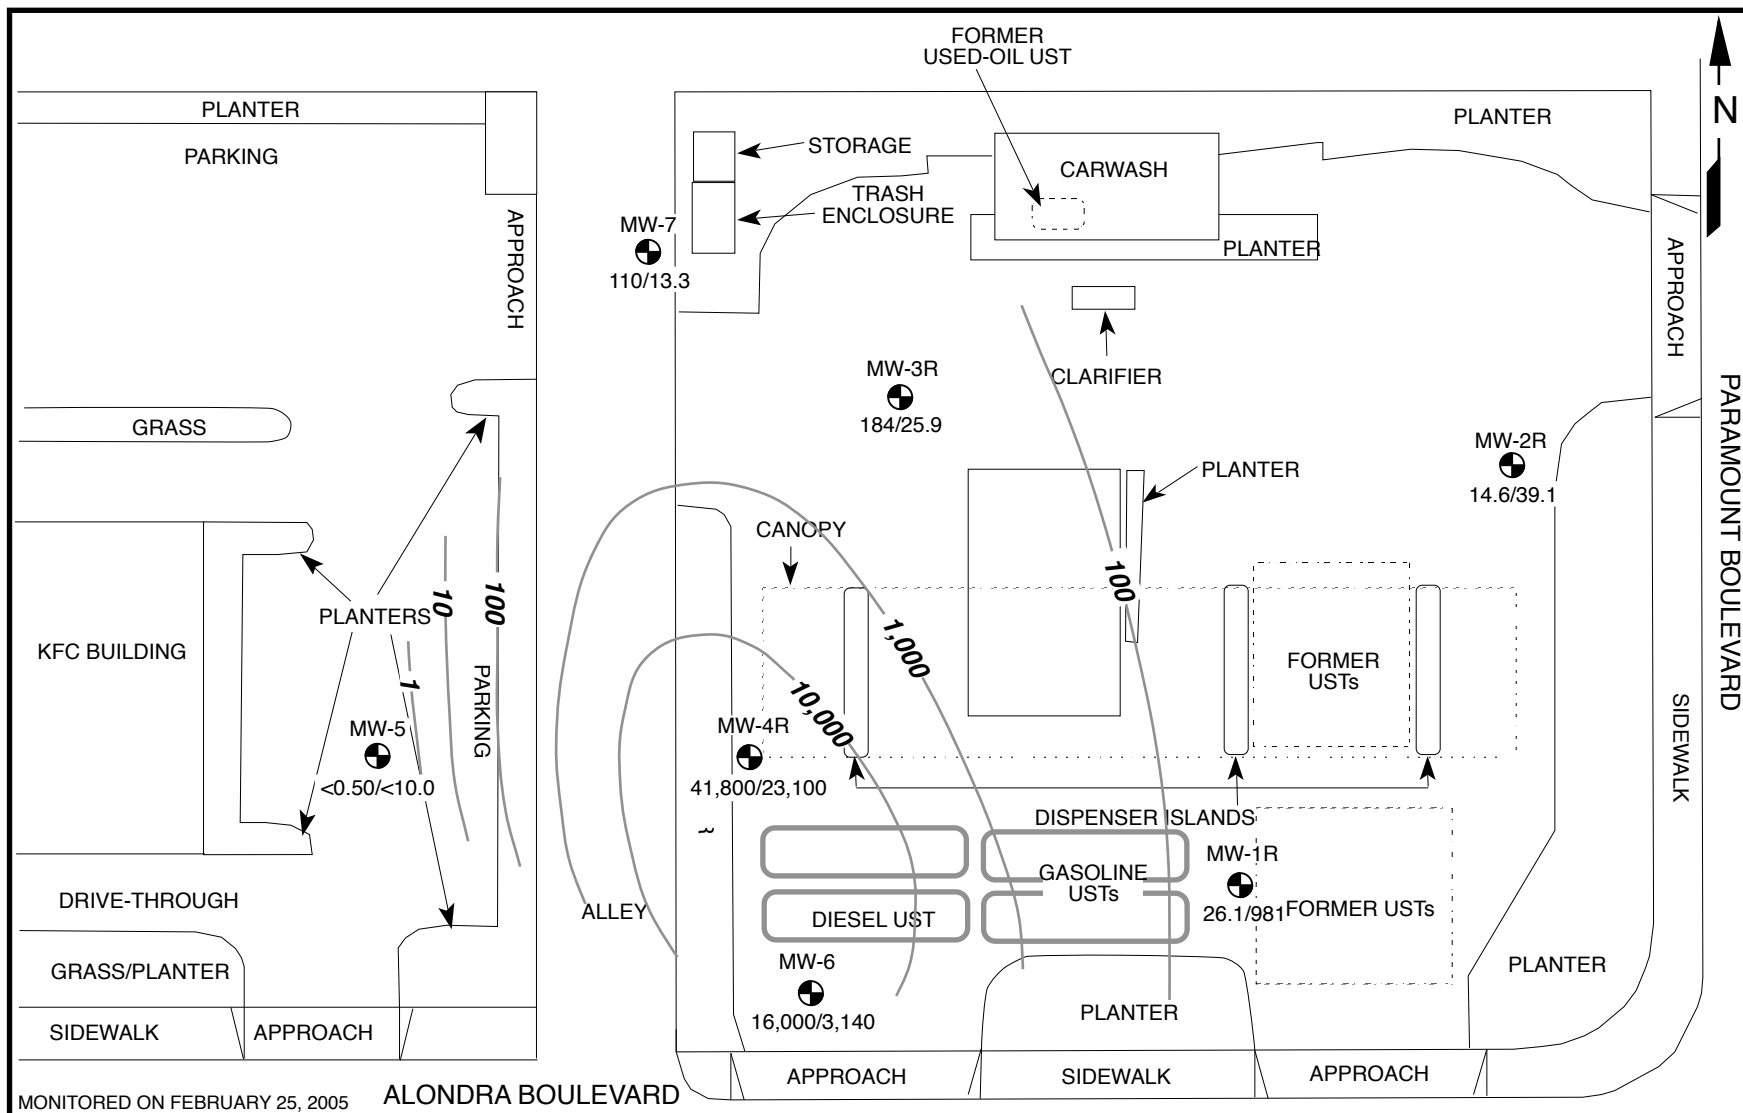 FORMER
USED-OIL UST
N
PLANTER
PARKING
APPROACH
STORAGE
TRASH
ENCLOSURE
CARWASH
PLANTER
PLANTER
APPROACH
MW-7
110/13.3
CLARIFIER
MW-3R
184/25.9
GRASS
MW-2R
14.6/39.1
PLANTER
PARAMOUNT BOULEVARD
CANOPY
100
10
100
1
1,000
10,000
PLANTERS
KFC BUILDING
PARKING
FORMER
USTs
SIDEWALK
MW-5
<0.50/<10.0
MW-4R
41,800/23,100
DISPENSER ISLANDS
MW-1R
26.1/981
GASOLINE
USTs
FORMER USTs
DRIVE-THROUGH
ALLEY
DIESEL UST
GRASS/PLANTER
MW-6
16,000/3,140
PLANTER
PLANTER
SIDEWALK
APPROACH
APPROACH
SIDEWALK
APPROACH
MONITORED ON FEBRUARY 25, 2005
ALONDRA BOULEVARD